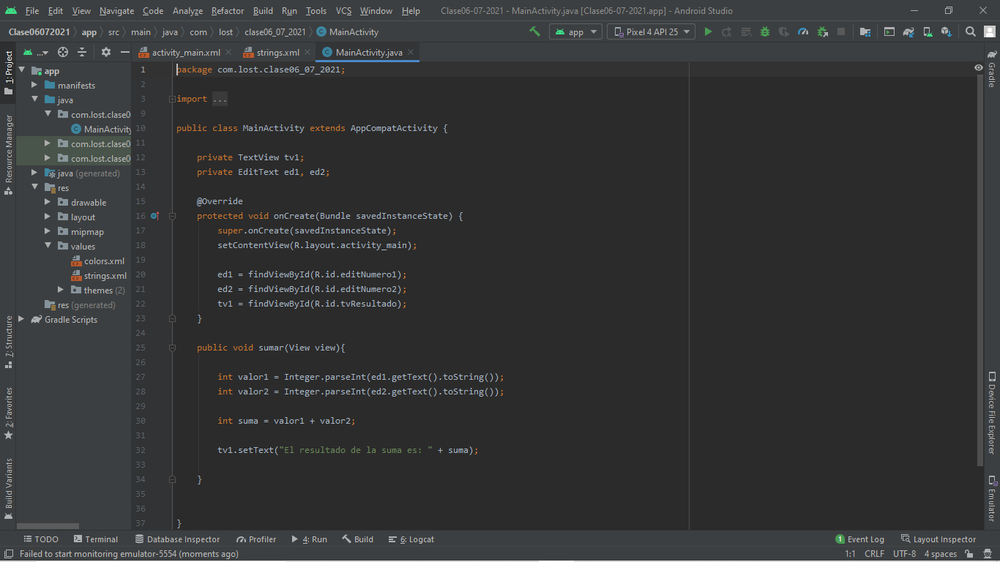 File Edit View Navigate Code Analyze Refactor Build Run Tools VCS Window Help Clase06-07-2021 - MainActivity.java [Clase06-07-2021.app] - Android Studio
Clase06072021 app src main java com lost clase06_07_2021 MainActivity app Pixel 4 API 25
1: Project
Resource Manager
7: Structure
2: Favorites
Build Variants
...
app
manifests
java
com.lost.clase0
MainActivity
com.lost.clase0
com.lost.clase0
java (generated)
res
drawable
layout
mipmap
values
colors.xml
strings.xml
themes (2)
res (generated)
Gradle Scripts
activity_main.xml strings.xml MainActivity.java
1 package com.lost.clase06_07_2021;
2
3 import ...
9
10 public class MainActivity extends AppCompatActivity {
11
12 private TextView tv1;
13 private EditText ed1, ed2;
14
15 @Override
16 protected void onCreate(Bundle savedInstanceState) {
17 super.onCreate(savedInstanceState);
18 setContentView(R.layout.activity_main);
19
20 ed1 = findViewById(R.id.editNumero1);
21 ed2 = findViewById(R.id.editNumero2);
22 tv1 = findViewById(R.id.tvResultado);
23 }
24
25 public void sumar(View view){
26
27 int valor1 = Integer.parseInt(ed1.getText().toString());
28 int valor2 = Integer.parseInt(ed2.getText().toString());
29
30 int suma = valor1 + valor2;
31
32 tv1.setText("El resultado de la suma es: " + suma);
33
34 }
35
36
37 }
Gradle
Device File Explorer
Emulator
TODO Terminal Database Inspector Profiler 4: Run Build 6: Logcat 1 Event Log Layout Inspector
Failed to start monitoring emulator-5554 (moments ago) 1:1 CRLF UTF-8 4 spaces